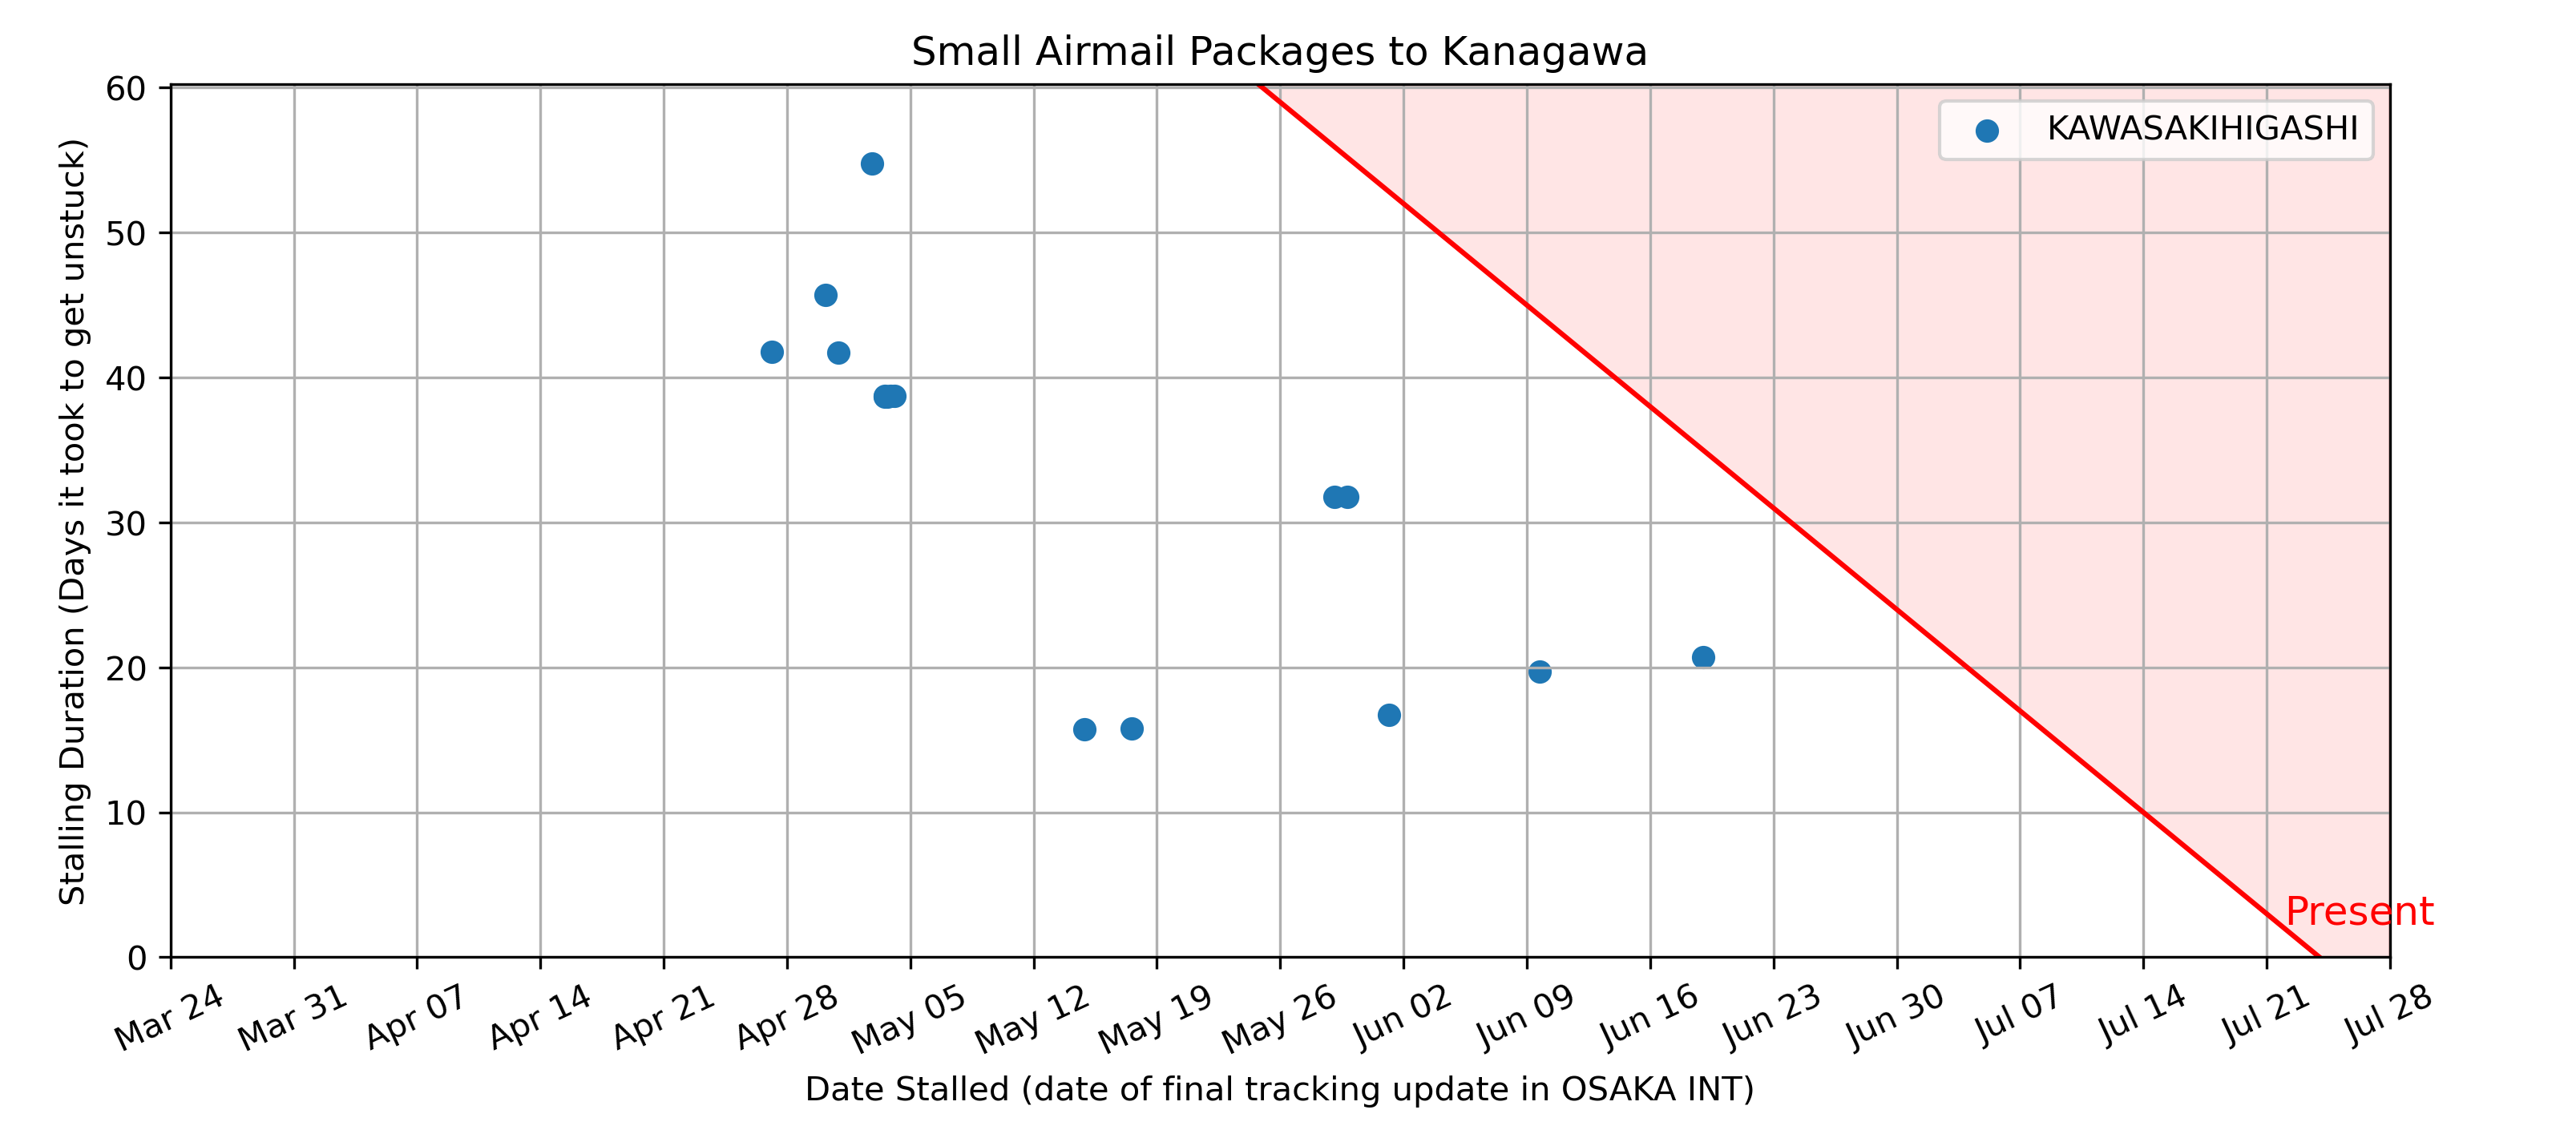 Small Airmail Packages to Kanagawa
KAWASAKIHIGASHI
Stalling Duration (Days it took to get unstuck)
60
50
40
30
20
10
0
Present
Mar 24
Mar 31
Apr 07
Apr 14
Apr 21
Apr 28
May 05
May 12
May 19
May 26
Jun 02
Jun 09
Jun 16
Jun 23
Jun 30
Jul 07
Jul 14
Jul 21
Jul 28
Date Stalled (date of final tracking update in OSAKA INT)